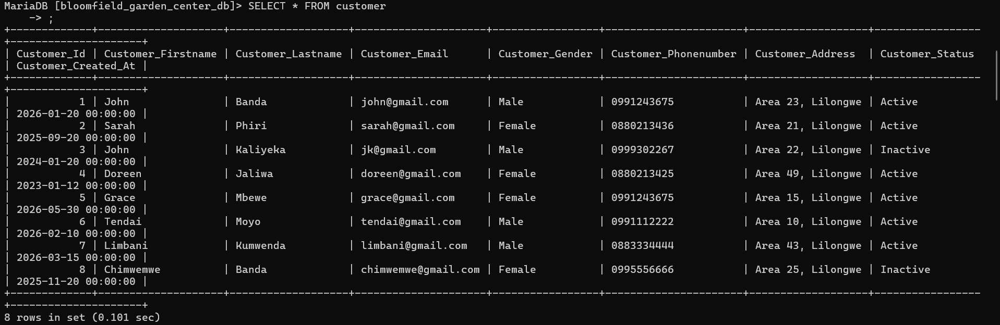 MariaDB [bloomfield_garden_center_db]> SELECT * FROM customer
    -> ;
+-------------+--------------------+-------------------+---------------------+-----------------+----------------------+-------------------+-----------------
+---------------------+
| Customer_Id | Customer_Firstname | Customer_Lastname | Customer_Email      | Customer_Gender | Customer_Phonenumber | Customer_Address  | Customer_Status
| Customer_Created_At |
+-------------+--------------------+-------------------+---------------------+-----------------+----------------------+-------------------+-----------------
+---------------------+
|           1 | John               | Banda             | john@gmail.com      | Male            | 0991243675           | Area 23, Lilongwe | Active
| 2026-01-20 00:00:00 |
|           2 | Sarah              | Phiri             | sarah@gmail.com     | Female          | 0880213436           | Area 21, Lilongwe | Active
| 2025-09-20 00:00:00 |
|           3 | John               | Kaliyeka          | jk@gmail.com        | Male            | 0999302267           | Area 22, Lilongwe | Inactive
| 2024-01-20 00:00:00 |
|           4 | Doreen             | Jaliwa            | doreen@gmail.com    | Female          | 0880213425           | Area 49, Lilongwe | Active
| 2023-01-12 00:00:00 |
|           5 | Grace              | Mbewe             | grace@gmail.com     | Female          | 0991243675           | Area 15, Lilongwe | Active
| 2026-05-30 00:00:00 |
|           6 | Tendai             | Moyo              | tendai@gmail.com    | Male            | 0991112222           | Area 10, Lilongwe | Active
| 2026-02-10 00:00:00 |
|           7 | Limbani            | Kumwenda          | limbani@gmail.com   | Male            | 0883334444           | Area 43, Lilongwe | Active
| 2026-03-15 00:00:00 |
|           8 | Chimwemwe          | Banda             | chimwemwe@gmail.com | Female          | 0995556666           | Area 25, Lilongwe | Inactive
| 2025-11-20 00:00:00 |
+-------------+--------------------+-------------------+---------------------+-----------------+----------------------+-------------------+-----------------
+---------------------+
8 rows in set (0.101 sec)